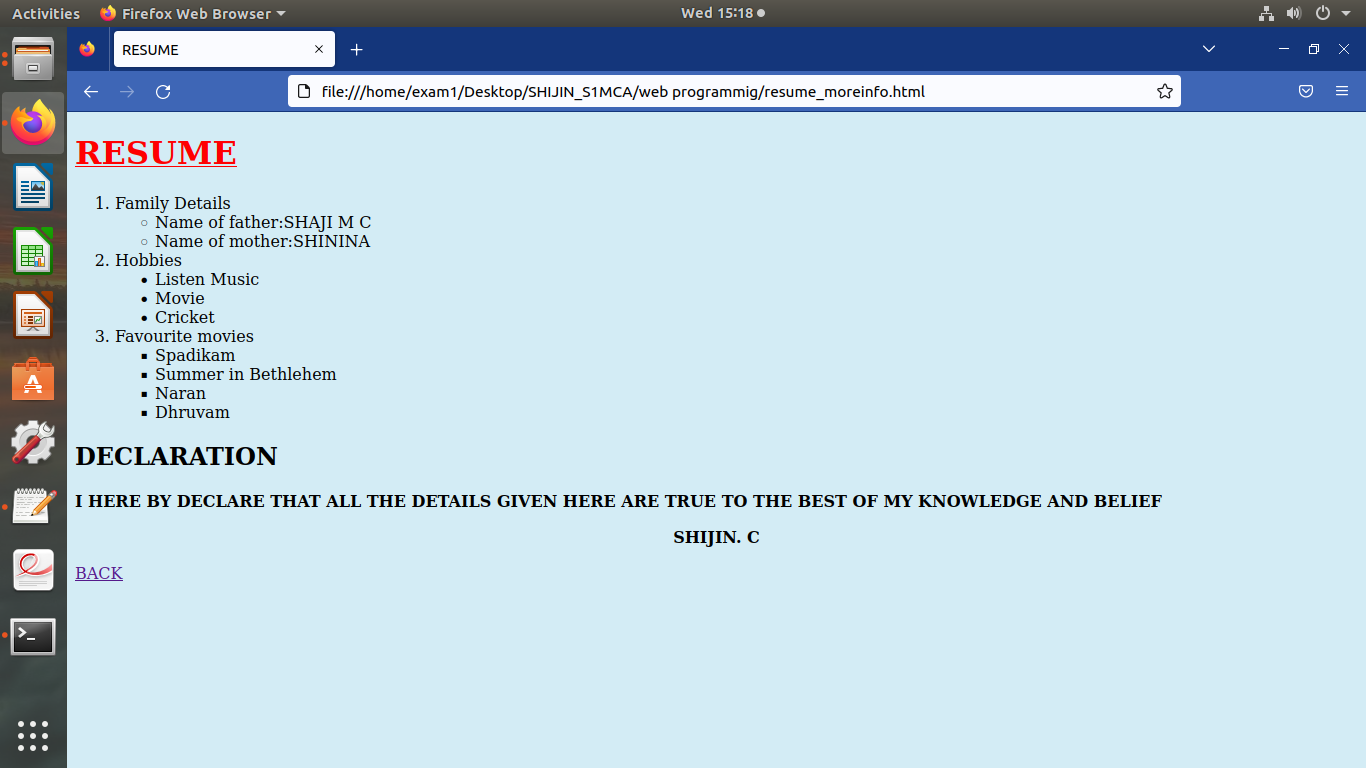 Activities Firefox Web Browser Wed 15:18
RESUME
file:///home/exam1/Desktop/SHIJIN_S1MCA/web programmig/resume_moreinfo.html
RESUME
1. Family Details
Name of father:SHAJI M C
Name of mother:SHININA
2. Hobbies
Listen Music
Movie
Cricket
3. Favourite movies
Spadikam
Summer in Bethlehem
Naran
Dhruvam
DECLARATION
I HERE BY DECLARE THAT ALL THE DETAILS GIVEN HERE ARE TRUE TO THE BEST OF MY KNOWLEDGE AND BELIEF
SHIJIN. C
BACK